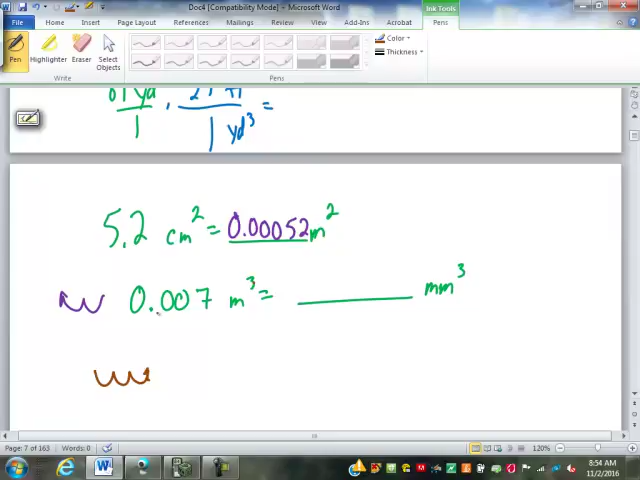 Doc4 [Compatibility Mode] - Microsoft Word
Ink Tools
File Home Insert Page Layout References Mailings Review View Add-Ins Acrobat Pens
Pen Highlighter Eraser Select Objects
Color
Thickness
Write Pens
yd
1 1 yd³ =
5.2 cm² = 0.00052 m²
0.007 m³ = mm³
Page: 7 of 163 Words: 0 120%
8:54 AM
11/2/2016